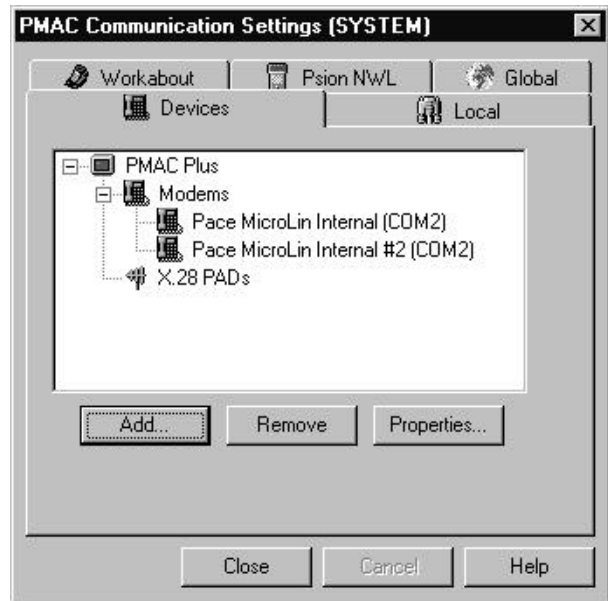 PMAC Communication Settings (SYSTEM)
Workabout Psion NWL Global
Devices Local
PMAC Plus
Modems
Pace MicroLin Internal (COM2)
Pace MicroLin Internal #2 (COM2)
X.28 PADs
Add... Remove Properties...
Close Cancel Help